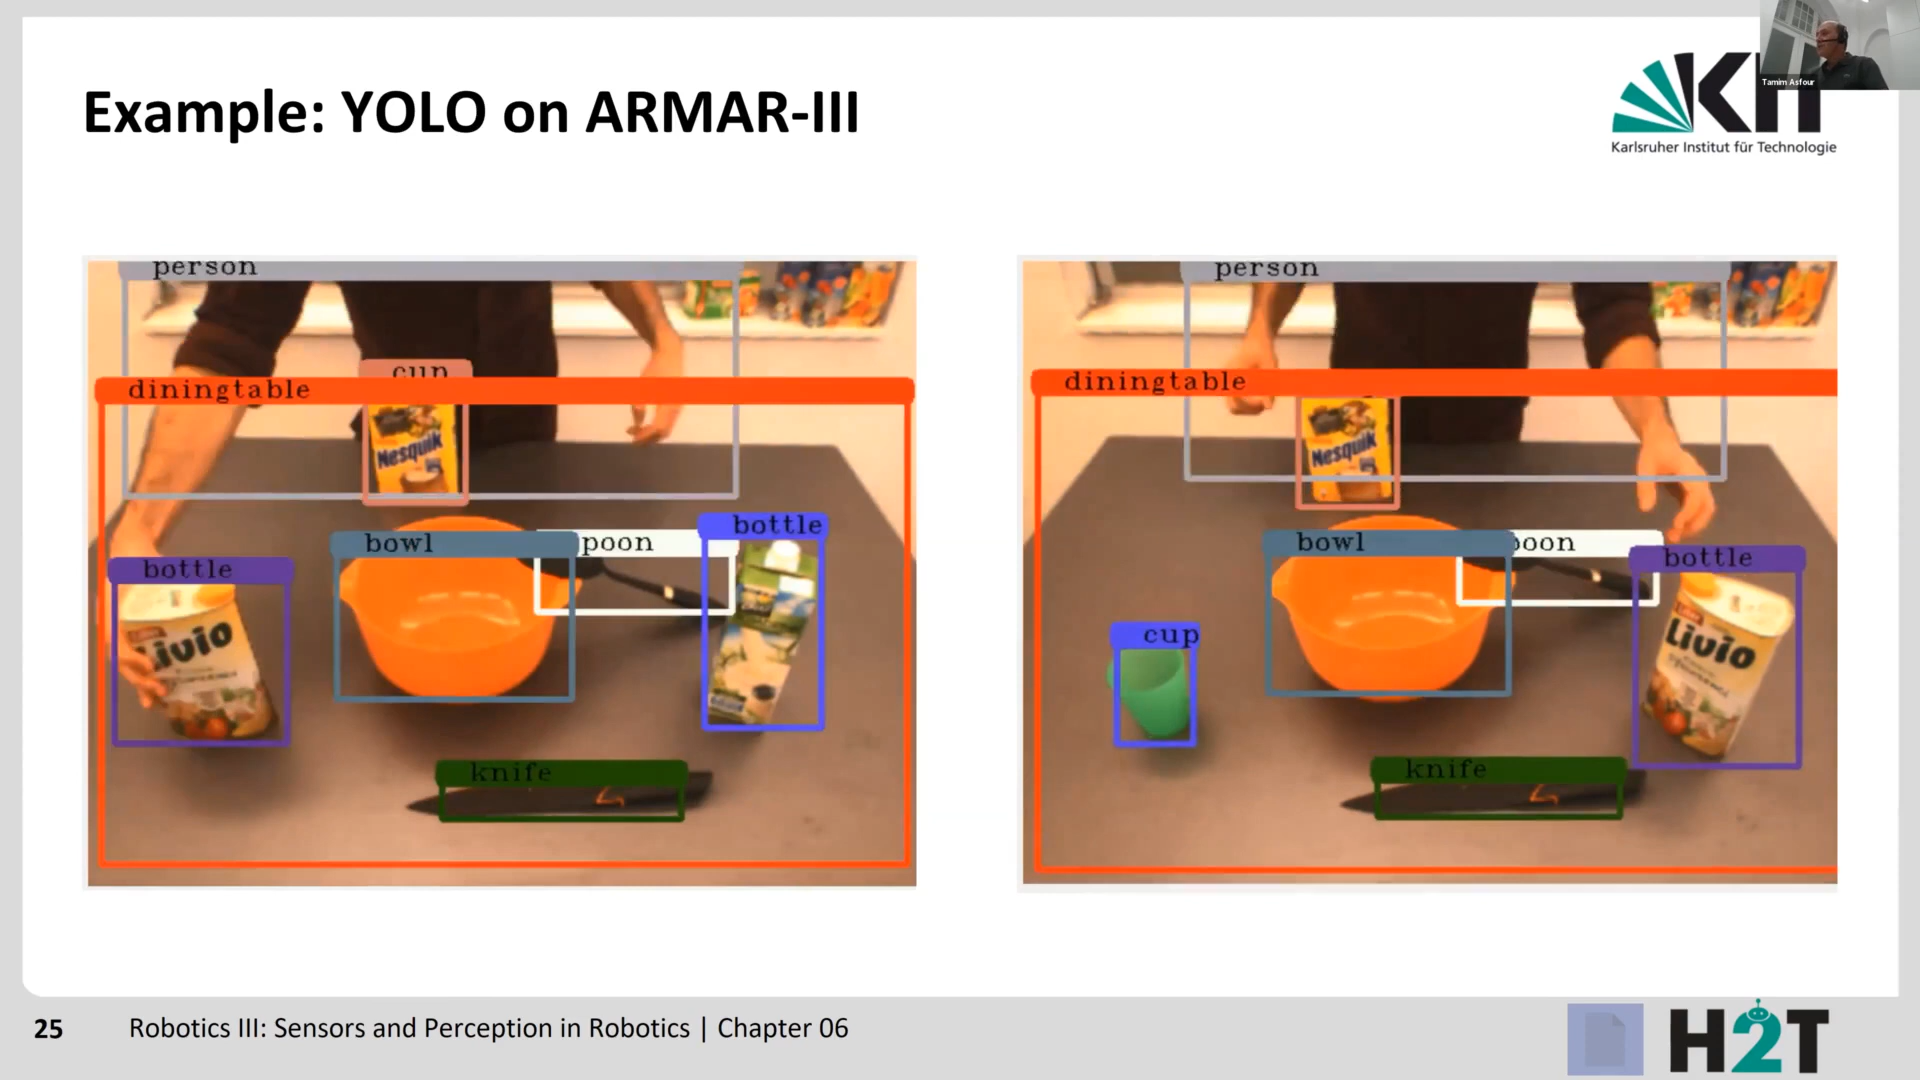 Tamim Asfour
Example: YOLO on ARMAR-III
KIT
Karlsruher Institut für Technologie
person
cup
diningtable
Nesquik
bottle
bowl
poon
bottle
Livio
knife
person
diningtable
Nesquik
bowl
poon
bottle
cup
Livio
knife
25
Robotics III: Sensors and Perception in Robotics | Chapter 06
H2T